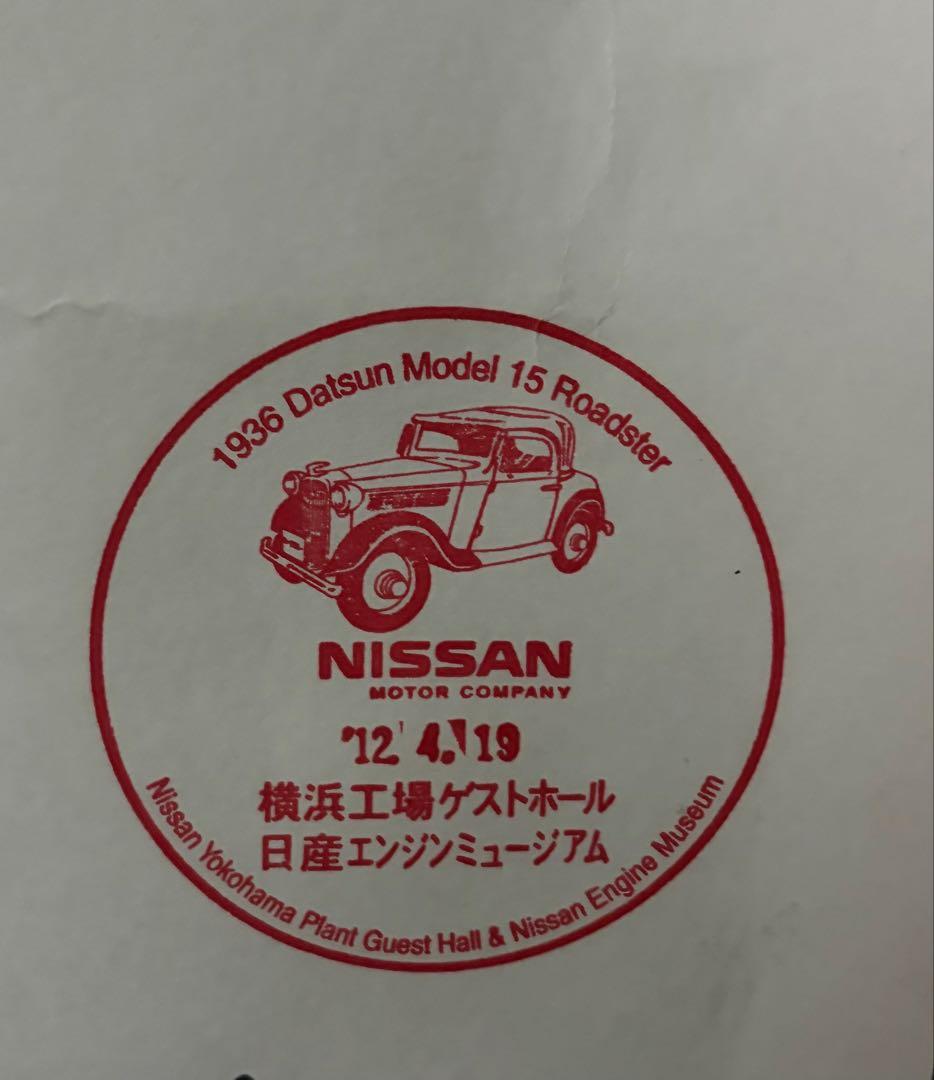 1936 Datsun Model 15 Roadster
NISSAN
MOTOR COMPANY
'12 4. 19
横浜工場ゲストホール
日産エンジンミュージアム
Nissan Yokohama Plant Guest Hall & Nissan Engine Museum